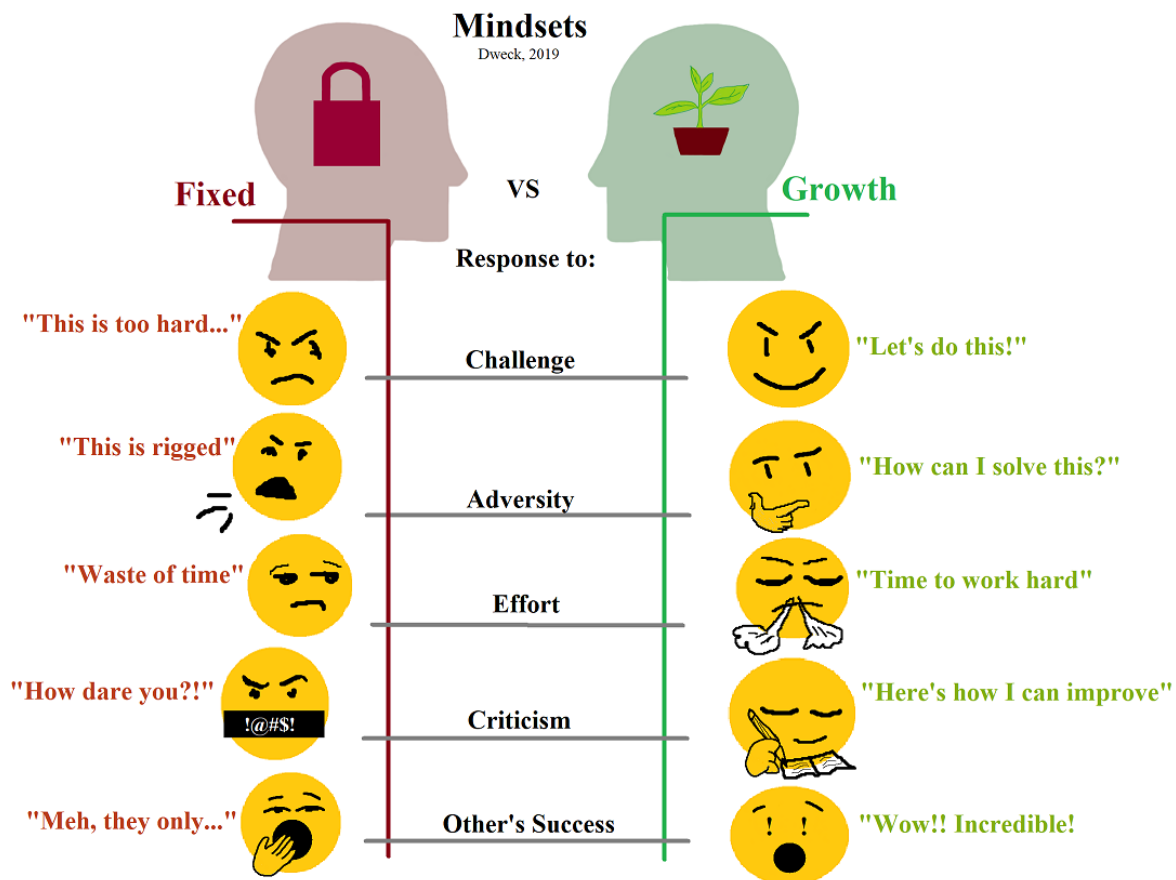 Mindsets
Dweck, 2019
Fixed
VS
Growth
Response to:
"This is too hard..."
Challenge
"Let's do this!"
"This is rigged"
Adversity
"How can I solve this?"
"Waste of time"
Effort
"Time to work hard"
"How dare you?!"
!@#$!
Criticism
"Here's how I can improve"
"Meh, they only..."
Other's Success
"Wow!! Incredible!